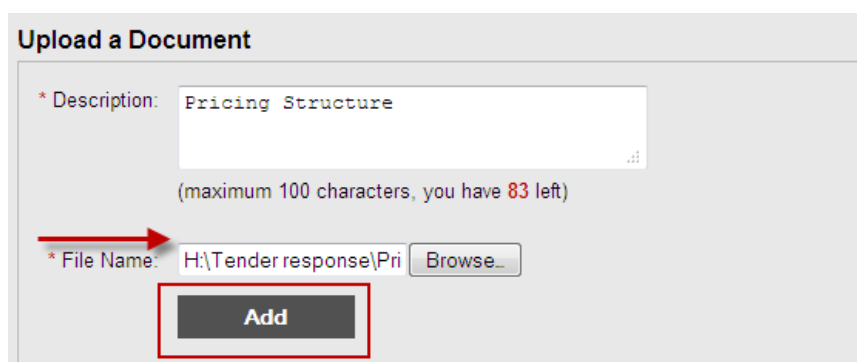 Upload a Document
* Description: Pricing Structure
(maximum 100 characters, you have 83 left)
* File Name: H:\Tender response\Pri Browse...
Add